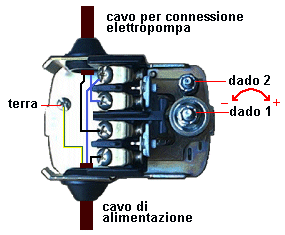 cavo per connessione
elettropompa
dado 2
terra
− +
dado 1
cavo di
alimentazione